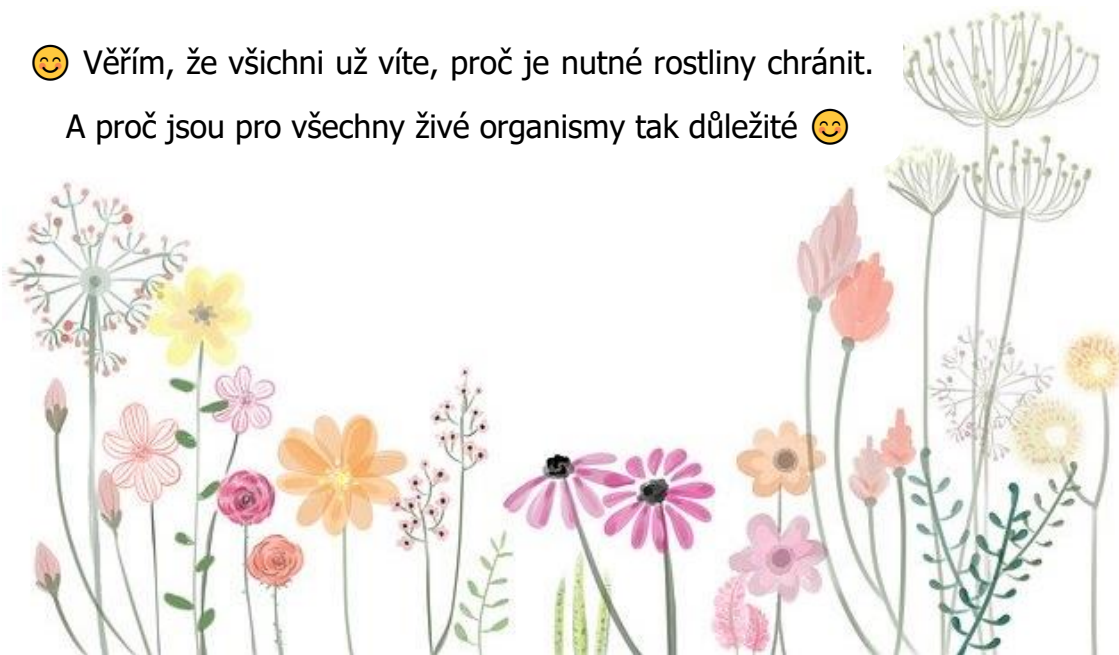 😊 Věřím, že všichni už víte, proč je nutné rostliny chránit.
A proč jsou pro všechny živé organismy tak důležité 😊